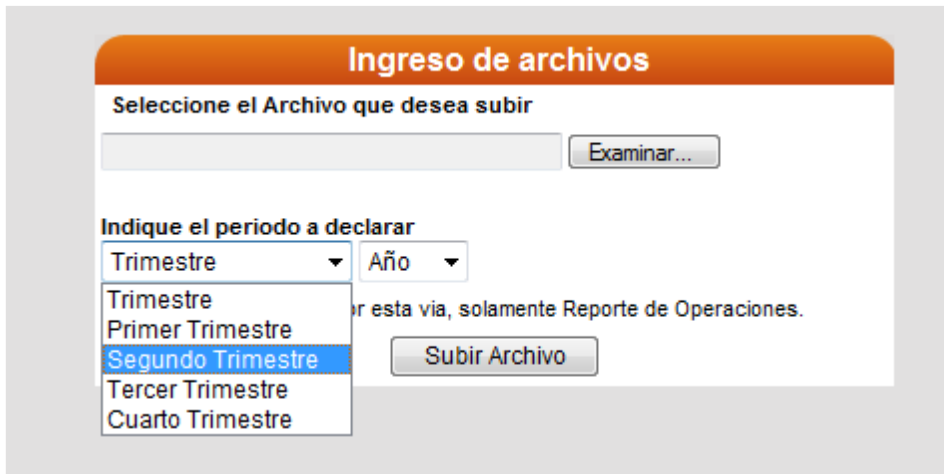 Ingreso de archivos
Seleccione el Archivo que desea subir
Examinar...
Indique el periodo a declarar
Trimestre Año
Trimestre
Primer Trimestre
Segundo Trimestre
Tercer Trimestre
Cuarto Trimestre
esta via, solamente Reporte de Operaciones.
Subir Archivo